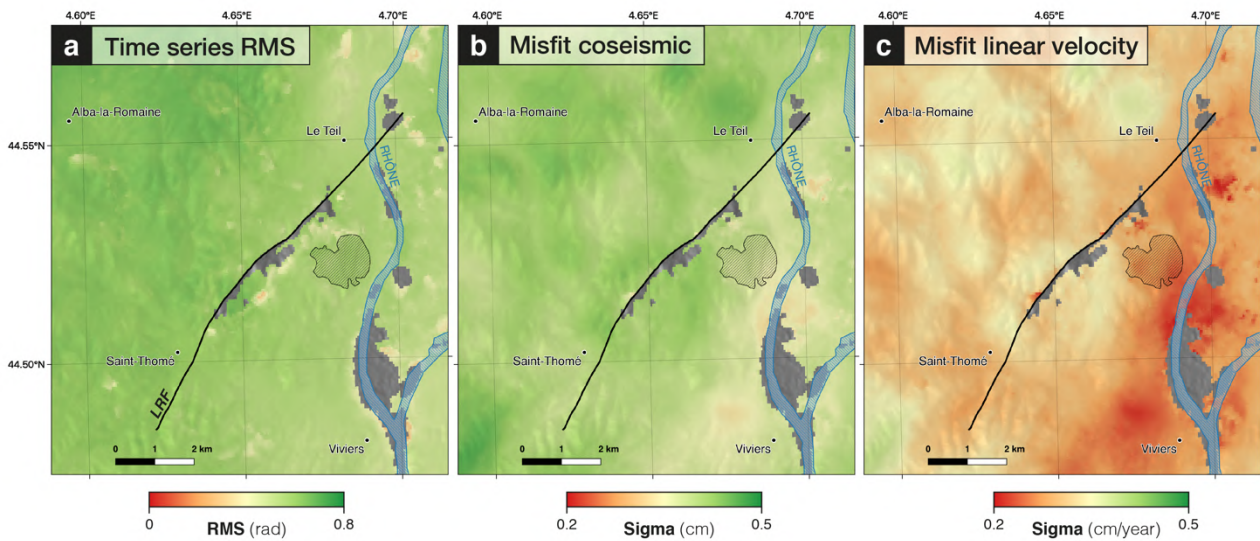 4.60 4.65 4.70 4.60 4.65 4.70 4.60 4.65 4.70
a Time series RMS
b Misfit coseismic
c Misfit linear velocity
Alba-la-Romaine
Le Teil
RHÔNE
44.55°N
44.50°N
Saint-Thomé
LRF
Viviers
0 1 2 km
Alba-la-Romaine
Le Teil
RHÔNE
Saint-Thomé
Viviers
0 1 2 km
Alba-la-Romaine
Le Teil
RHÔNE
Saint-Thomé
Viviers
0 1 2 km
0 RMS (rad) 0.8
0.2 Sigma (cm) 0.5
0.2 Sigma (cm/year) 0.5